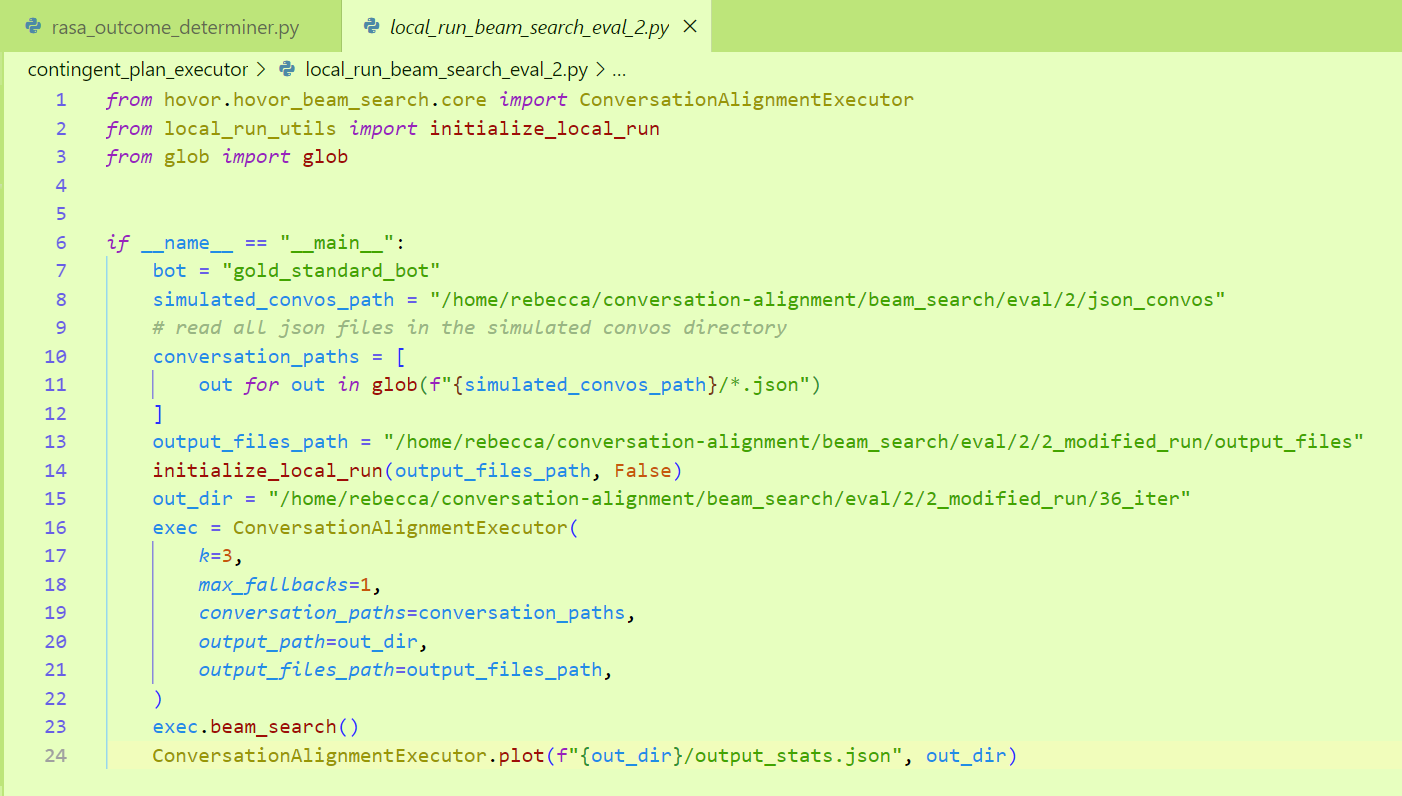 rasa_outcome_determiner.py local_run_beam_search_eval_2.py
contingent_plan_executor > local_run_beam_search_eval_2.py > ...
1 from hovor.hovor_beam_search.core import ConversationAlignmentExecutor
2 from local_run_utils import initialize_local_run
3 from glob import glob
4
5
6 if __name__ == "__main__":
7     bot = "gold_standard_bot"
8     simulated_convos_path = "/home/rebecca/conversation-alignment/beam_search/eval/2/json_convos"
9     # read all json files in the simulated convos directory
10     conversation_paths = [
11         out for out in glob(f"{simulated_convos_path}/*.json")
12     ]
13     output_files_path = "/home/rebecca/conversation-alignment/beam_search/eval/2/2_modified_run/output_files"
14     initialize_local_run(output_files_path, False)
15     out_dir = "/home/rebecca/conversation-alignment/beam_search/eval/2/2_modified_run/36_iter"
16     exec = ConversationAlignmentExecutor(
17         k=3,
18         max_fallbacks=1,
19         conversation_paths=conversation_paths,
20         output_path=out_dir,
21         output_files_path=output_files_path,
22     )
23     exec.beam_search()
24     ConversationAlignmentExecutor.plot(f"{out_dir}/output_stats.json", out_dir)